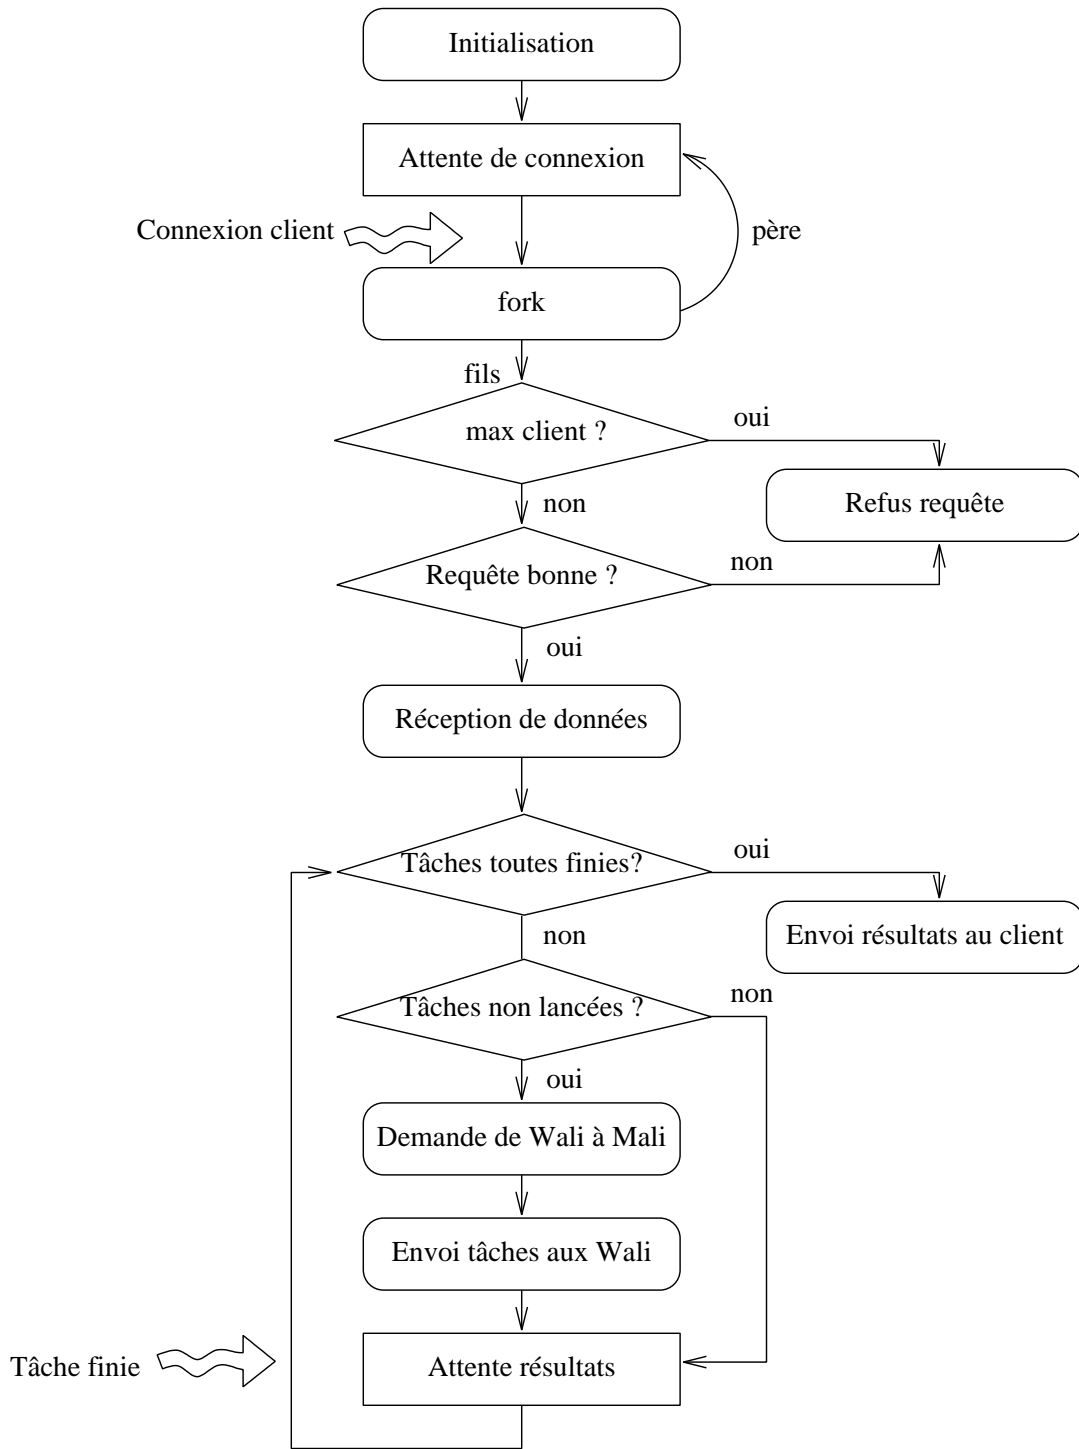 Initialisation
Attente de connexion
Connexion client
père
fork
fils
max client ?
oui
non
Refus requête
Requête bonne ?
non
oui
Réception de données
Tâches toutes finies?
oui
non
Envoi résultats au client
Tâches non lancées ?
non
oui
Demande de Wali à Mali
Envoi tâches aux Wali
Tâche finie
Attente résultats